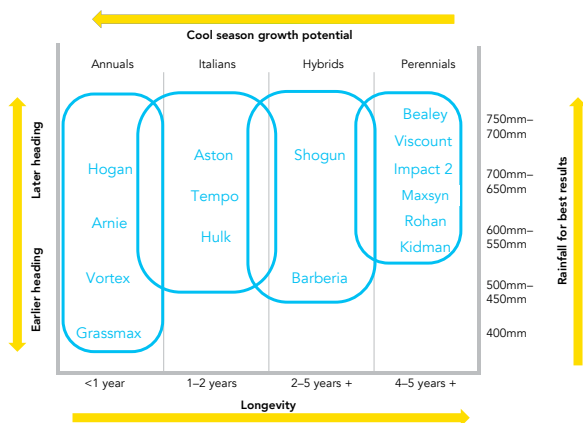 Cool season growth potential
Annuals
Italians
Hybrids
Perennials
Later heading
Earlier heading
Hogan
Arnie
Vortex
Grassmax
Aston
Tempo
Hulk
Shogun
Barberia
Bealey
Viscount
Impact 2
Maxsyn
Rohan
Kidman
750mm–
700mm
700mm–
650mm
600mm–
550mm
500mm–
450mm
400mm
Rainfall for best results
<1 year
1–2 years
2–5 years +
4–5 years +
Longevity